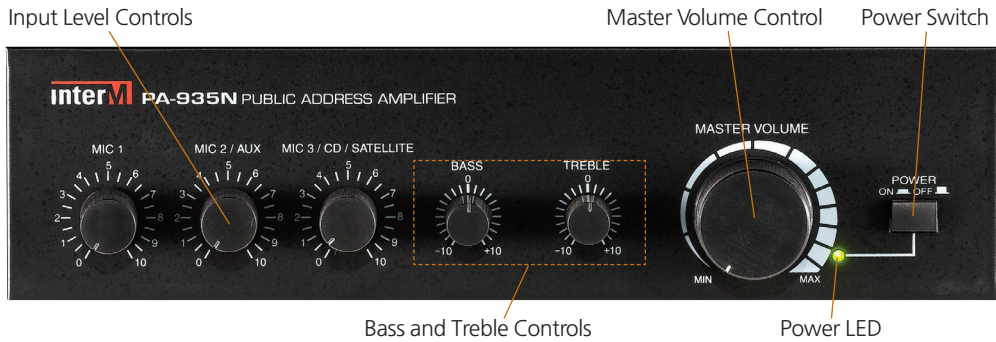 Input Level Controls
Master Volume Control
Power Switch
interM PA-935N PUBLIC ADDRESS AMPLIFIER
MASTER VOLUME
MIC 1
MIC 2 / AUX
MIC 3 / CD / SATELLITE
BASS
TREBLE
POWER
ON OFF
0 1 2 3 4 5 6 7 8 9 10
0 1 2 3 4 5 6 7 8 9 10
0 1 2 3 4 5 6 7 8 9 10
-10 0 +10
-10 0 +10
MIN MAX
Bass and Treble Controls
Power LED